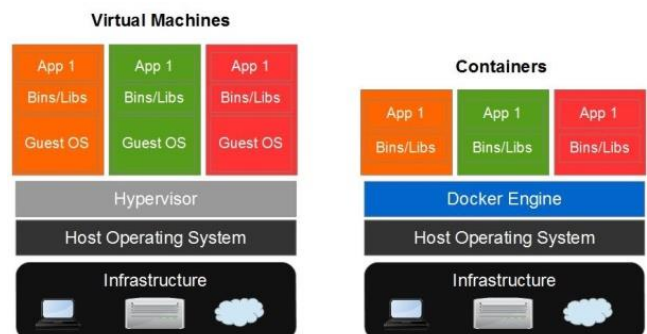 Virtual Machines
App 1
Bins/Libs
Guest OS
App 1
Bins/Libs
Guest OS
App 1
Bins/Libs
Guest OS
Hypervisor
Host Operating System
Infrastructure
Containers
App 1
Bins/Libs
App 1
Bins/Libs
App 1
Bins/Libs
Docker Engine
Host Operating System
Infrastructure